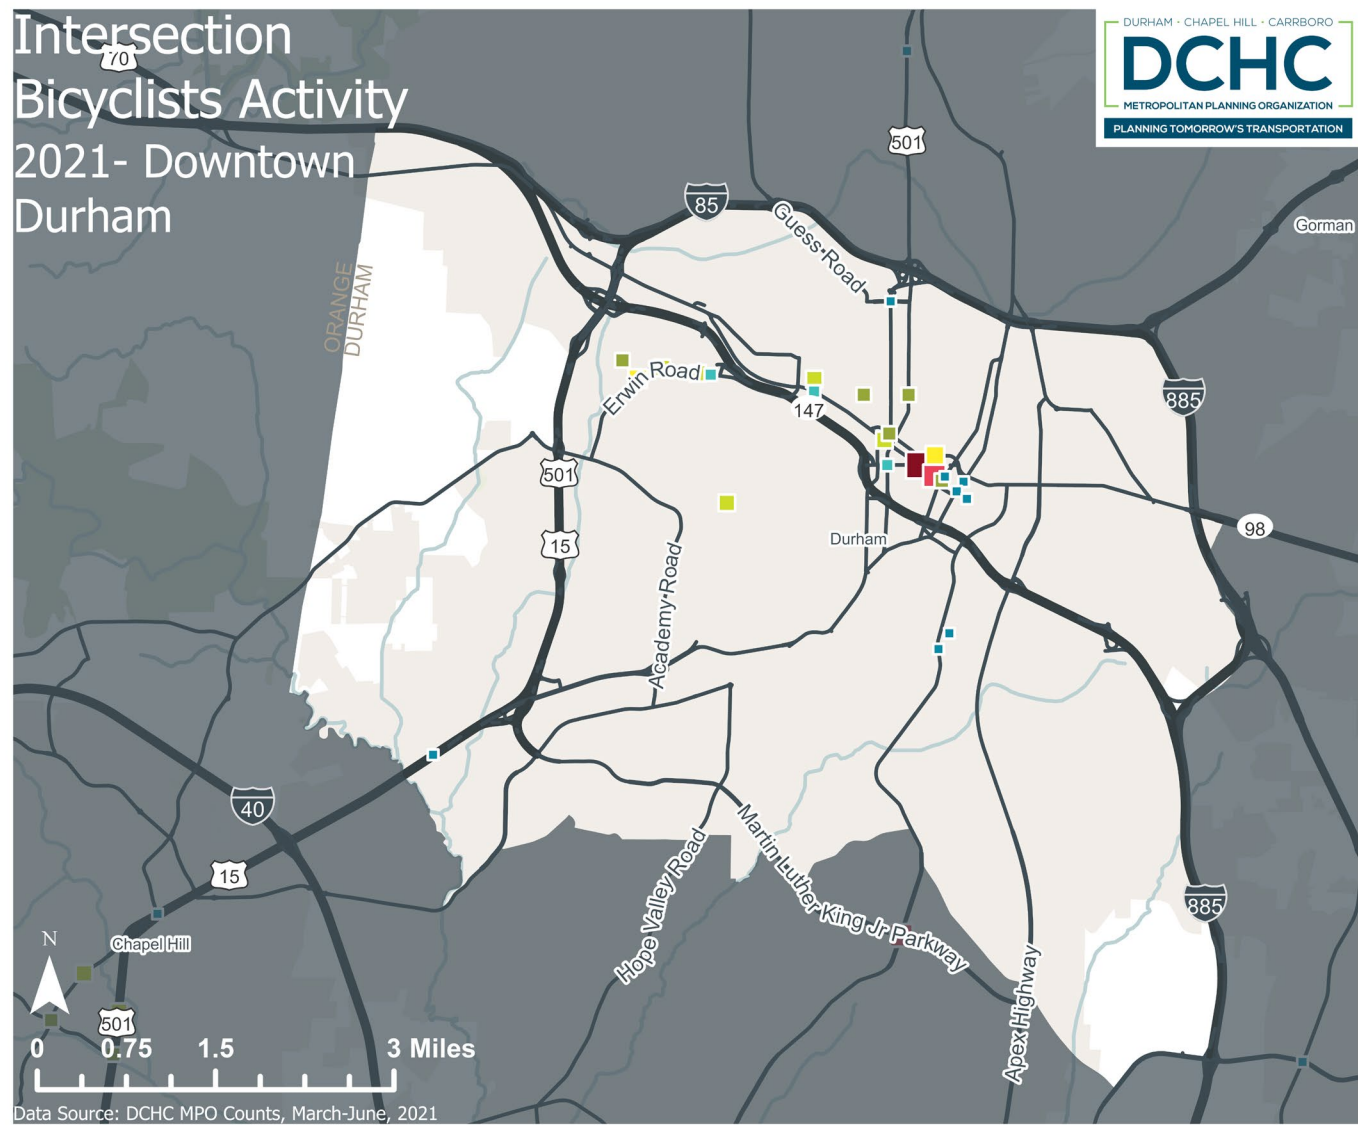 Intersection
Bicyclists Activity
2021- Downtown
Durham
70
DURHAM · CHAPEL HILL · CARRBORO
DCHC
METROPOLITAN PLANNING ORGANIZATION
PLANNING TOMORROW'S TRANSPORTATION
501
85
Guess Road
Gorman
ORANGE
DURHAM
Erwin Road
147
885
501
98
15
Durham
Academy Road
40
15
Hope Valley Road
Martin Luther King Jr Parkway
885
Chapel Hill
N
Apex Highway
501
0 0.75 1.5 3 Miles
Data Source: DCHC MPO Counts, March-June, 2021